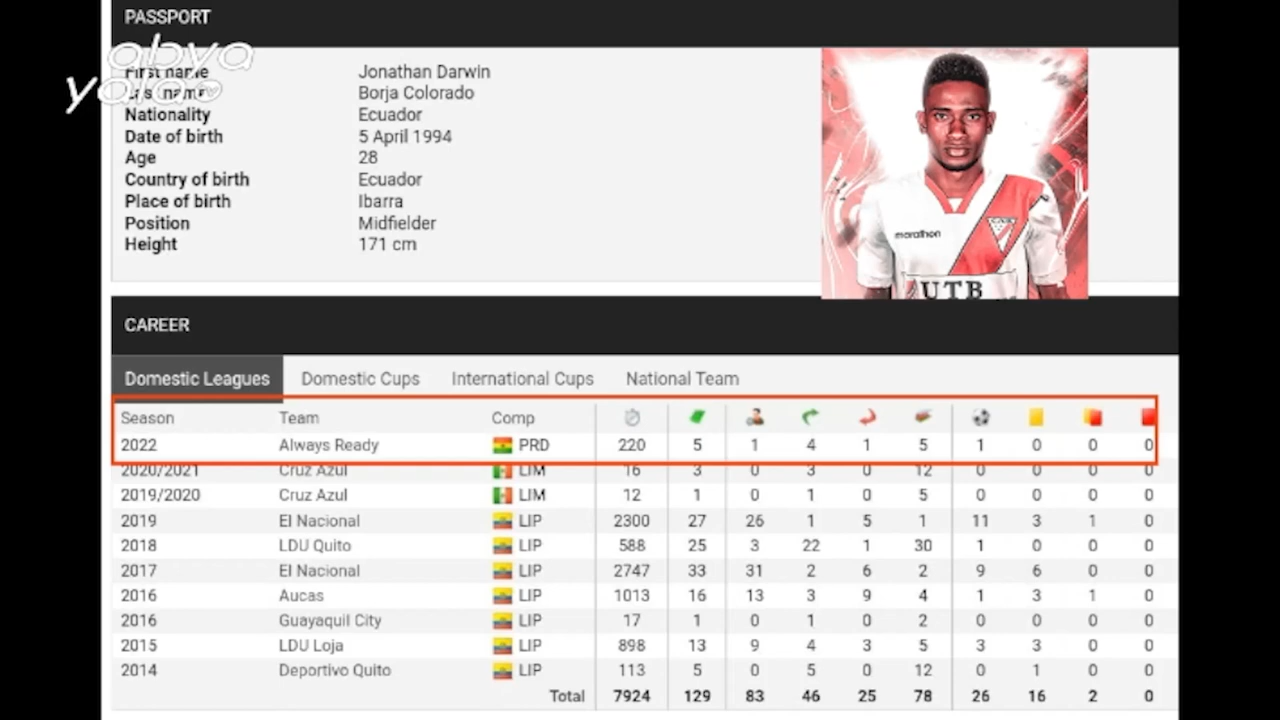 PASSPORT
abya
yala
First name Jonathan Darwin
Last name Borja Colorado
Nationality Ecuador
Date of birth 5 April 1994
Age 28
Country of birth Ecuador
Place of birth Ibarra
Position Midfielder
Height 171 cm
marathon
UTB
CAREER
Domestic Leagues Domestic Cups International Cups National Team
Season Team Comp
2022 Always Ready PRD 220 5 1 4 1 5 1 0 0 0
2020/2021 Cruz Azul LIM 16 3 0 3 0 12 0 0 0 0
2019/2020 Cruz Azul LIM 12 1 0 1 0 5 0 0 0 0
2019 El Nacional LIP 2300 27 26 1 5 1 11 3 1 0
2018 LDU Quito LIP 588 25 3 22 1 30 1 0 0 0
2017 El Nacional LIP 2747 33 31 2 6 2 9 6 0 0
2016 Aucas LIP 1013 16 13 3 9 4 1 3 1 0
2016 Guayaquil City LIP 17 1 0 1 0 2 0 0 0 0
2015 LDU Loja LIP 898 13 9 4 3 5 3 3 0 0
2014 Deportivo Quito LIP 113 5 0 5 0 12 0 1 0 0
Total 7924 129 83 46 25 78 26 16 2 0